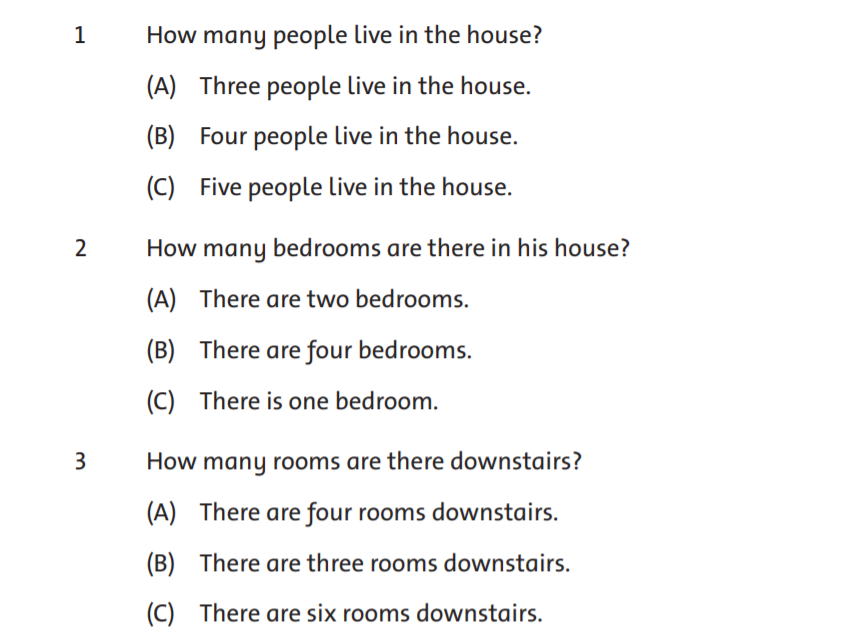 1 How many people live in the house?
(A) Three people live in the house.
(B) Four people live in the house.
(C) Five people live in the house.
2 How many bedrooms are there in his house?
(A) There are two bedrooms.
(B) There are four bedrooms.
(C) There is one bedroom.
3 How many rooms are there downstairs?
(A) There are four rooms downstairs.
(B) There are three rooms downstairs.
(C) There are six rooms downstairs.